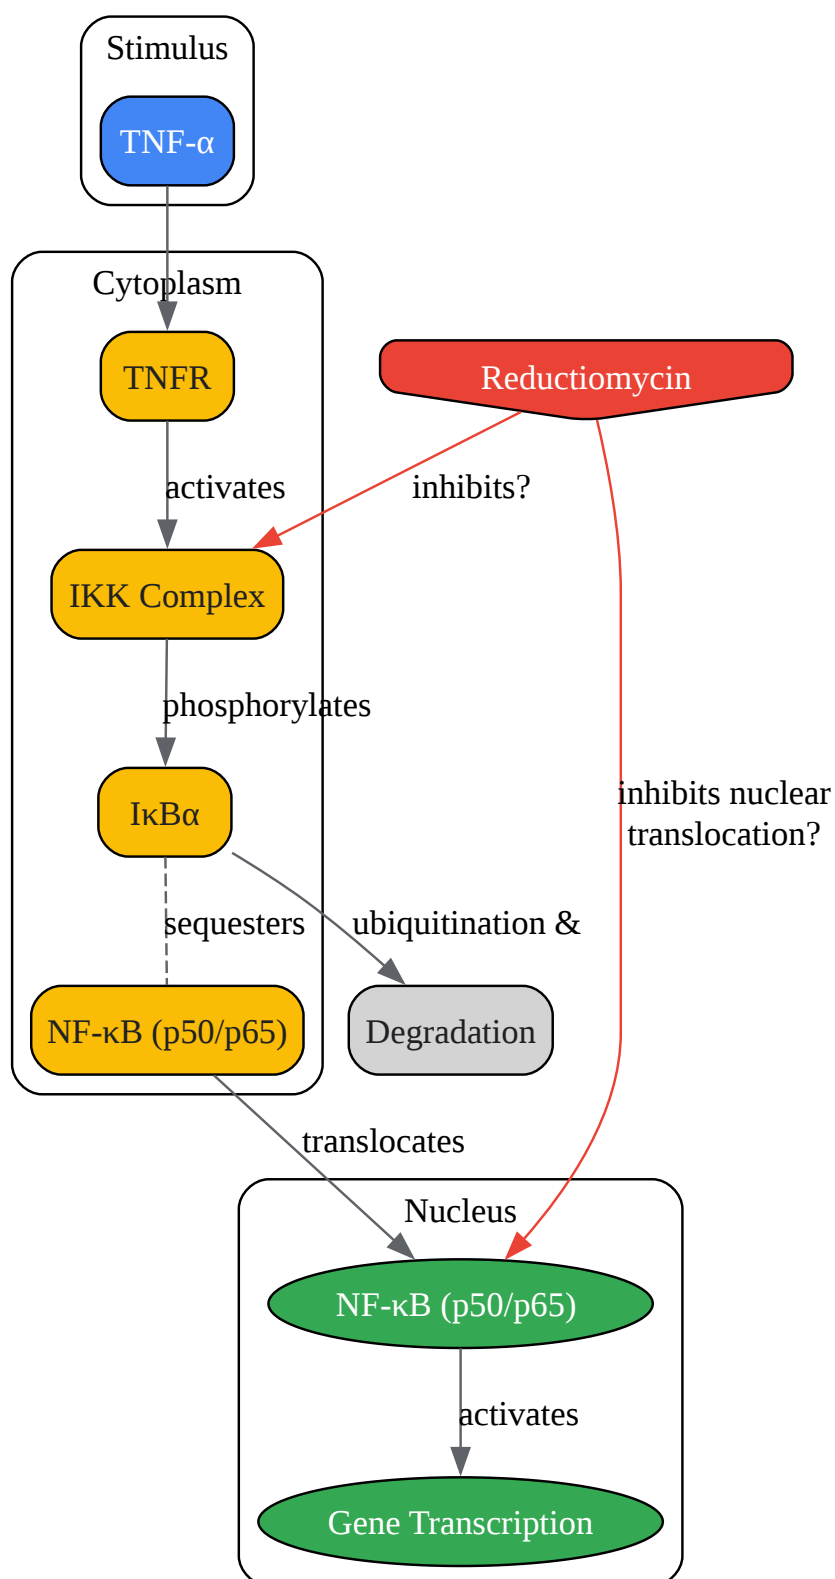 Stimulus
TNF-α
Cytoplasm
TNFR
Reductiomycin
activates
inhibits?
IKK Complex
phosphorylates
inhibits nuclear
translocation?
IκBα
sequesters
ubiquitination &
NF-κB (p50/p65)
Degradation
translocates
Nucleus
NF-κB (p50/p65)
activates
Gene Transcription